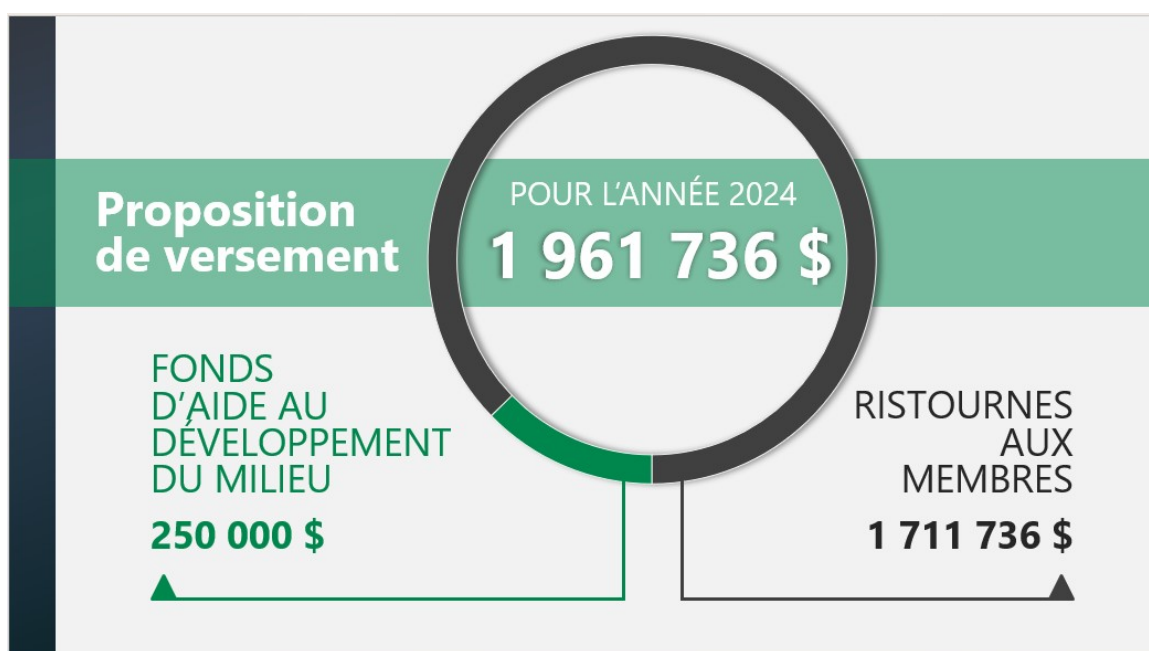 Proposition
de versement
POUR L’ANNÉE 2024
1 961 736 $
FONDS
D’AIDE AU
DÉVELOPPEMENT
DU MILIEU
250 000 $
RISTOURNES
AUX
MEMBRES
1 711 736 $